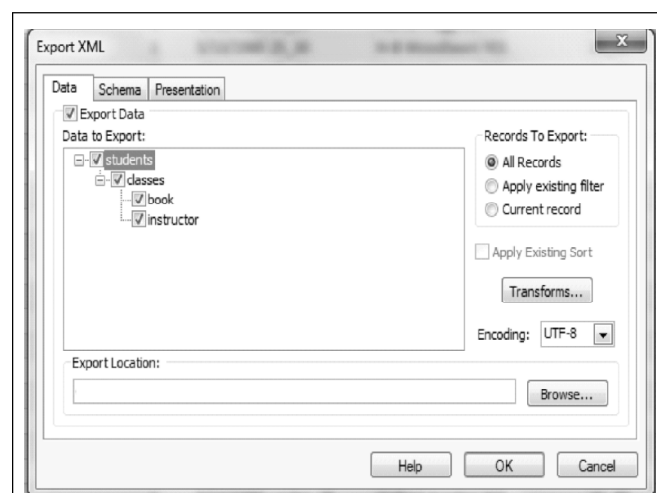 Export XML
Data Schema Presentation
Export Data
Data to Export:
students
classes
book
instructor
Records To Export:
All Records
Apply existing filter
Current record
Apply Existing Sort
Transforms...
Encoding: UTF-8
Export Location:
Browse...
Help OK Cancel